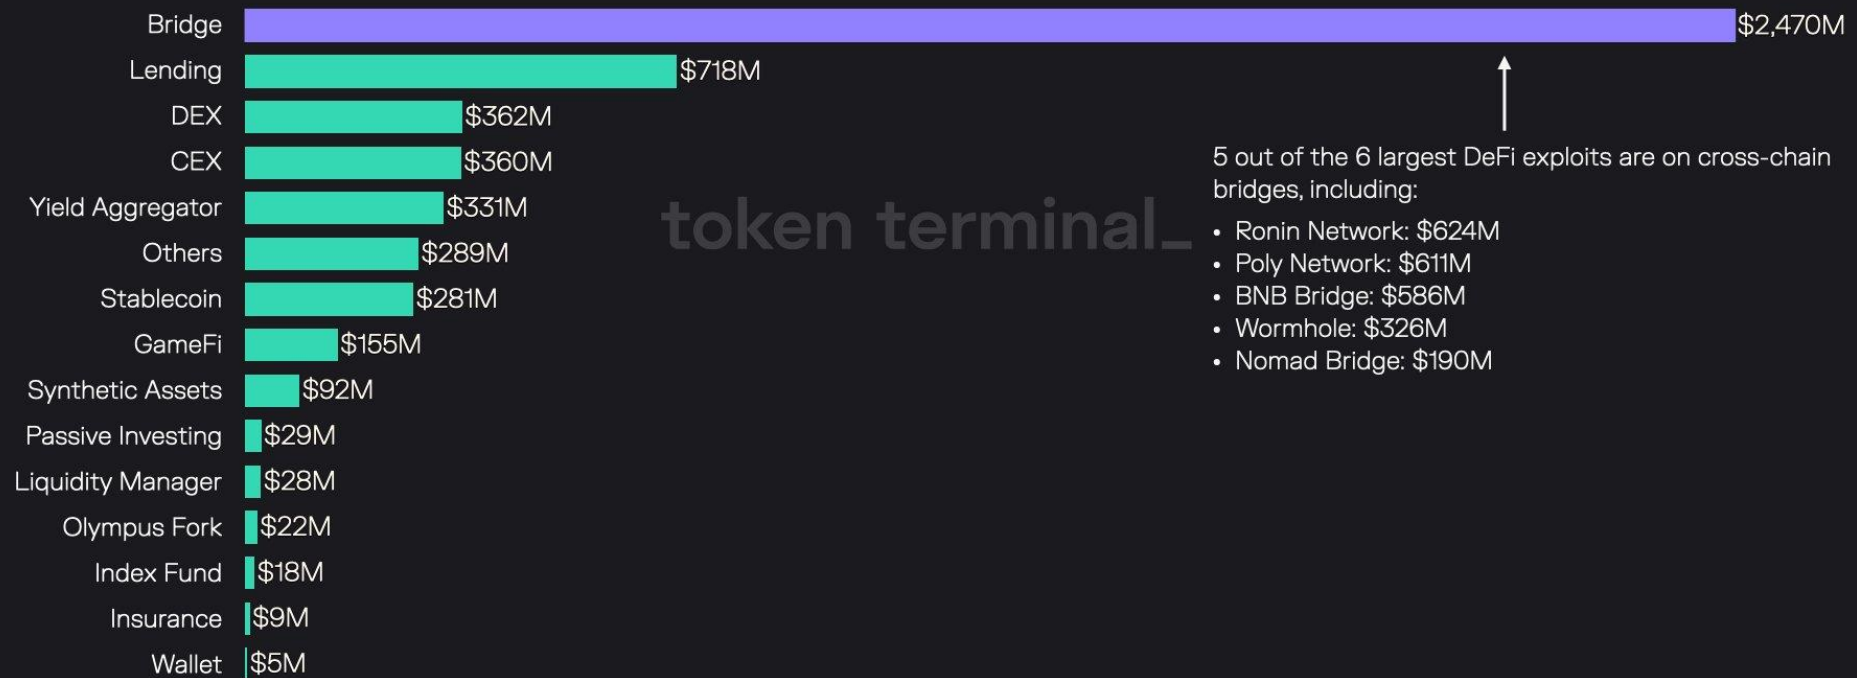 Bridge $2,470M
Lending $718M
DEX $362M
CEX $360M
Yield Aggregator $331M
Others $289M
Stablecoin $281M
GameFi $155M
Synthetic Assets $92M
Passive Investing $29M
Liquidity Manager $28M
Olympus Fork $22M
Index Fund $18M
Insurance $9M
Wallet $5M
token terminal_
5 out of the 6 largest DeFi exploits are on cross-chain
bridges, including:
• Ronin Network: $624M
• Poly Network: $611M
• BNB Bridge: $586M
• Wormhole: $326M
• Nomad Bridge: $190M